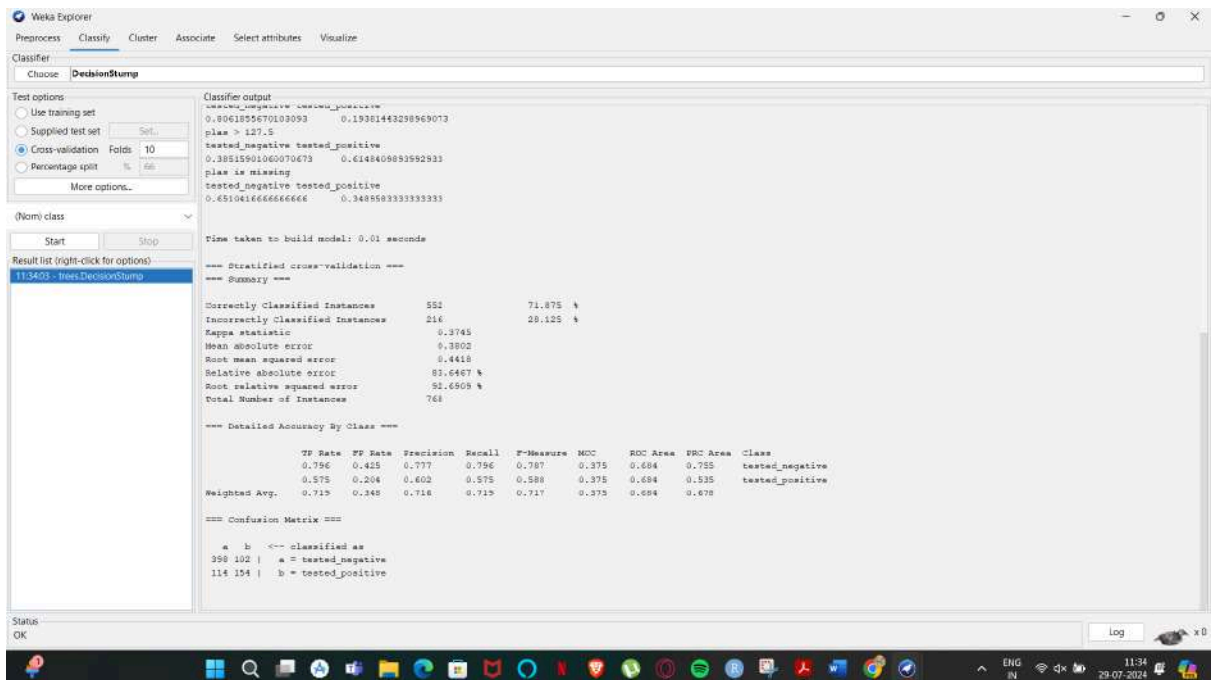 Weka Explorer
Preprocess Classify Cluster Associate Select attributes Visualize
Classifier
Choose DecisionStump
Test options
Use training set
Supplied test set Set...
Cross-validation Folds 10
Percentage split % 66
More options...
(Nom) class
Start Stop
Result list (right-click for options)
11:34:03 - trees.DecisionStump
Classifier output
tested_negative tested_positive
0.8061855670103093 0.19381443298969073
plas > 127.5
tested_negative tested_positive
0.38515901060070673 0.6148409893992933
plas is missing
tested_negative tested_positive
0.6510416666666666 0.3489583333333333
Time taken to build model: 0.01 seconds
=== Stratified cross-validation ===
=== Summary ===
Correctly Classified Instances 552 71.875 %
Incorrectly Classified Instances 216 28.125 %
Kappa statistic 0.3745
Mean absolute error 0.3802
Root mean squared error 0.4418
Relative absolute error 83.6467 %
Root relative squared error 92.6909 %
Total Number of Instances 768
=== Detailed Accuracy By Class ===
TP Rate FP Rate Precision Recall F-Measure MCC ROC Area PRC Area Class
0.796 0.425 0.777 0.796 0.787 0.375 0.684 0.755 tested_negative
0.575 0.204 0.602 0.575 0.588 0.375 0.684 0.535 tested_positive
Weighted Avg. 0.719 0.348 0.716 0.719 0.717 0.375 0.684 0.678
=== Confusion Matrix ===
a b <-- classified as
398 102 | a = tested_negative
114 154 | b = tested_positive
Status
OK
Log
x 0
ENG
IN
11:34
29-07-2024